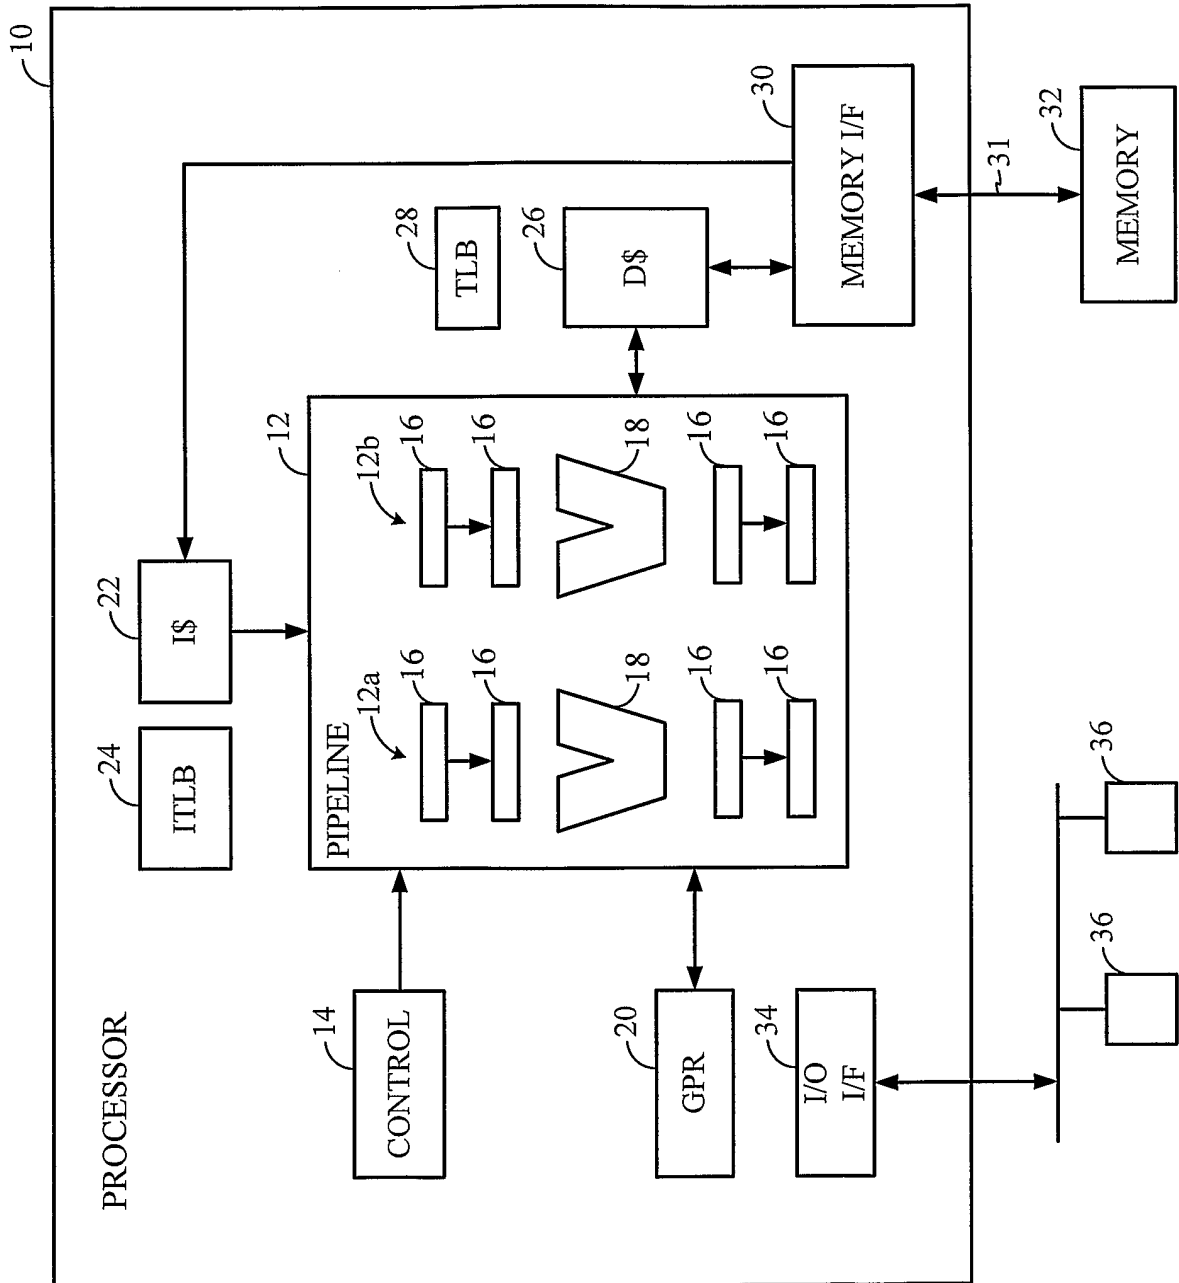 10
PROCESSOR
24
ITLB
22
I$
28
TLB
14
CONTROL
12
PIPELINE
12a
12b
16
16
16
16
18
18
16
16
16
16
26
D$
20
GPR
34
I/O
I/F
30
MEMORY I/F
31
36
36
32
MEMORY